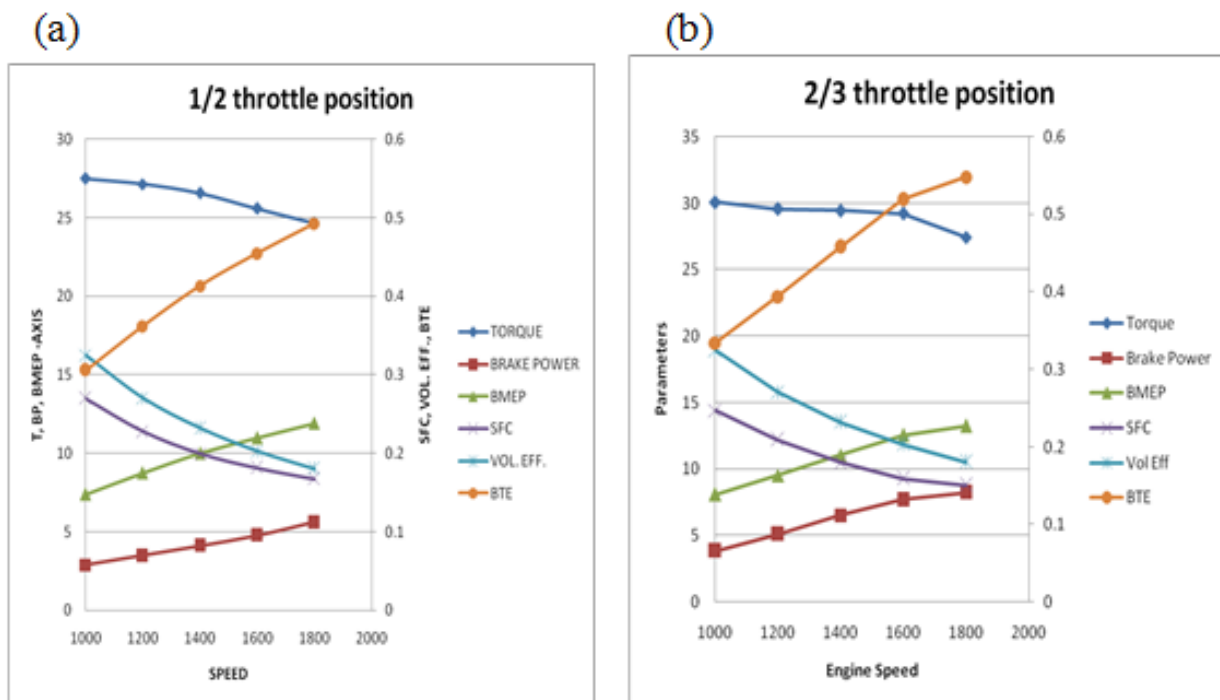 (a)
1/2 throttle position
30
25
20
15
10
5
0
T, BP, BMEP -AXIS
0.6
0.5
0.4
0.3
0.2
0.1
0
SFC, VOL. EFF., BTE
1000 1200 1400 1600 1800 2000
SPEED
TORQUE
BRAKE POWER
BMEP
SFC
VOL. EFF.
BTE
(b)
2/3 throttle position
35
30
25
20
15
10
5
0
Parameters
0.6
0.5
0.4
0.3
0.2
0.1
0
1000 1200 1400 1600 1800 2000
Engine Speed
Torque
Brake Power
BMEP
SFC
Vol Eff
BTE